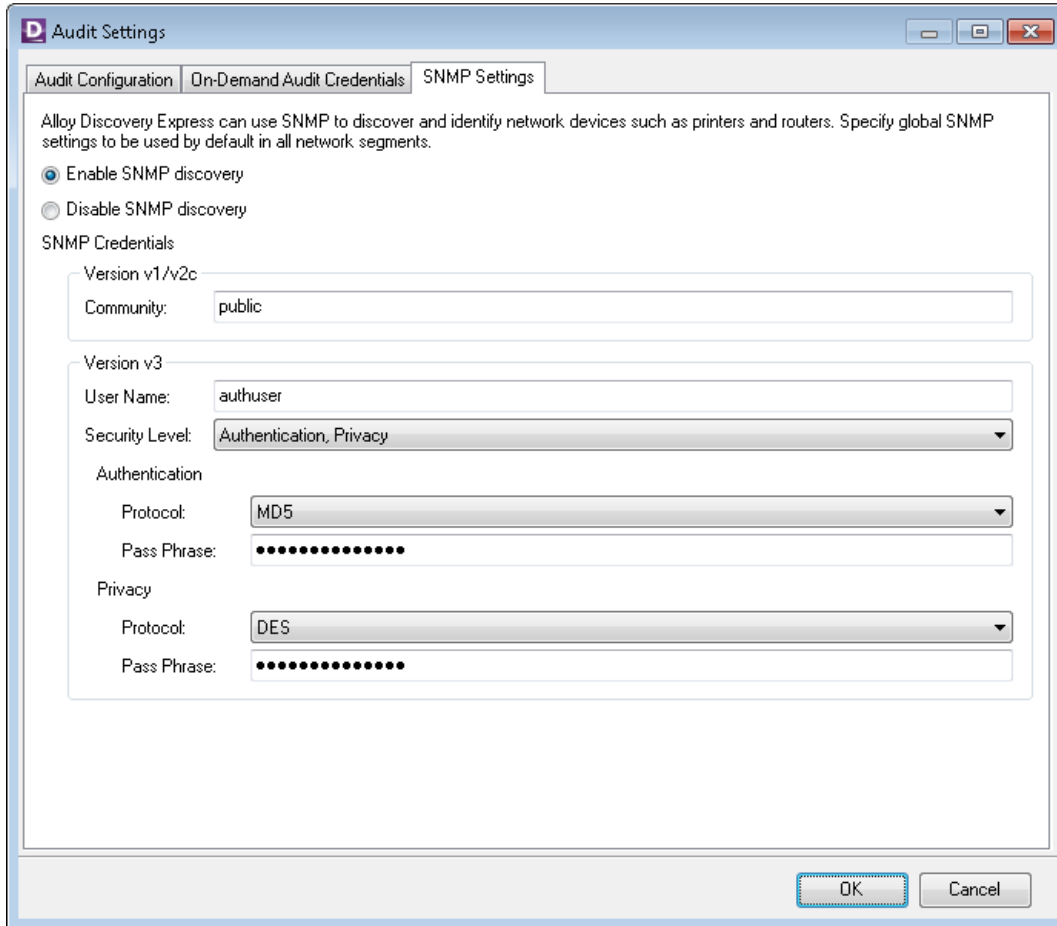 D Audit Settings
Audit Configuration On-Demand Audit Credentials SNMP Settings
Alloy Discovery Express can use SNMP to discover and identify network devices such as printers and routers. Specify global SNMP
settings to be used by default in all network segments.
Enable SNMP discovery
Disable SNMP discovery
SNMP Credentials
Version v1/v2c
Community: public
Version v3
User Name: authuser
Security Level: Authentication, Privacy
Authentication
Protocol: MD5
Pass Phrase: ●●●●●●●●●●●●●●
Privacy
Protocol: DES
Pass Phrase: ●●●●●●●●●●●●●●
OK Cancel